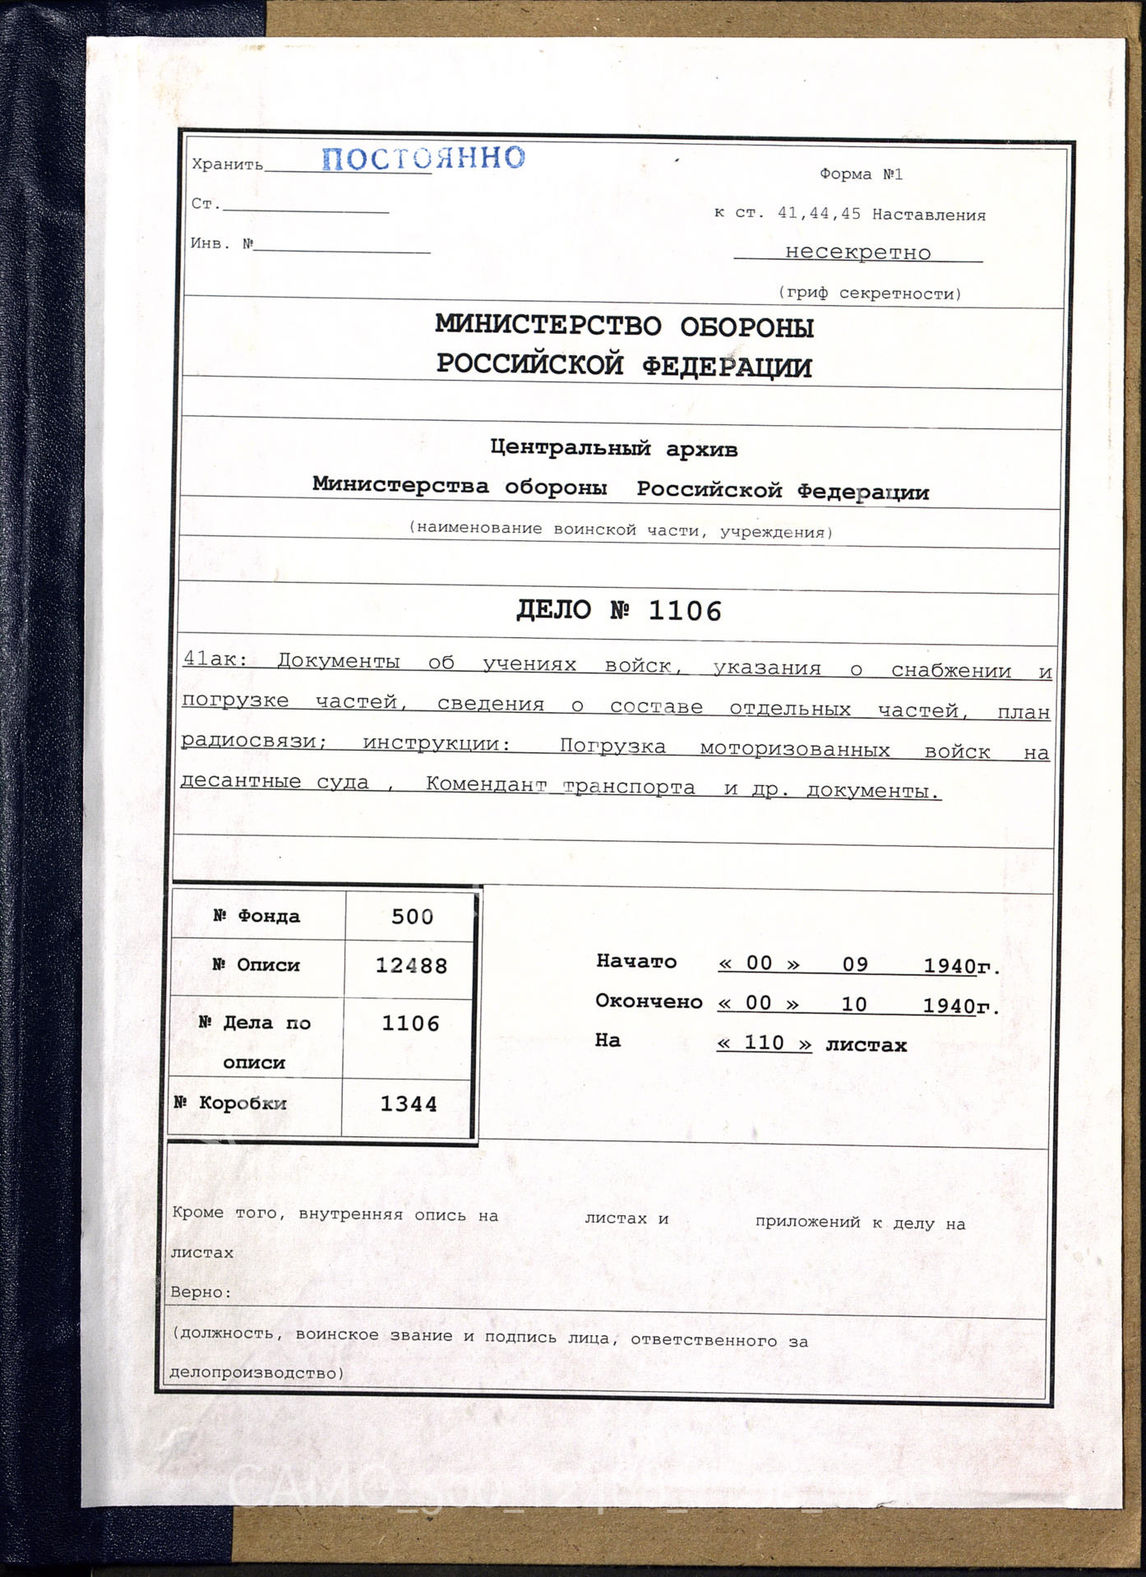 Хранить ПОСТОЯННО
Форма №1
Ст.
к ст. 41,44,45 Наставления
Инв. №
несекретно
(гриф секретности)
МИНИСТЕРСТВО ОБОРОНЫ
РОССИЙСКОЙ ФЕДЕРАЦИИ
Центральный архив
Министерства обороны Российской Федерации
(наименование воинской части, учреждения)
ДЕЛО № 1106
41ак: Документы об учениях войск, указания о снабжении и
погрузке частей, сведения о составе отдельных частей, план
радиосвязи; инструкции: Погрузка моторизованных войск на
десантные суда , Комендант транспорта и др. документы.
№ Фонда 500
№ Описи 12488
№ Дела по 1106
описи
№ Коробки 1344
Начато « 00 » 09 1940г.
Окончено « 00 » 10 1940г.
На « 110 » листах
Кроме того, внутренняя опись на листах и приложений к делу на
листах
Верно:
(должность, воинское звание и подпись лица, ответственного за
делопроизводство)